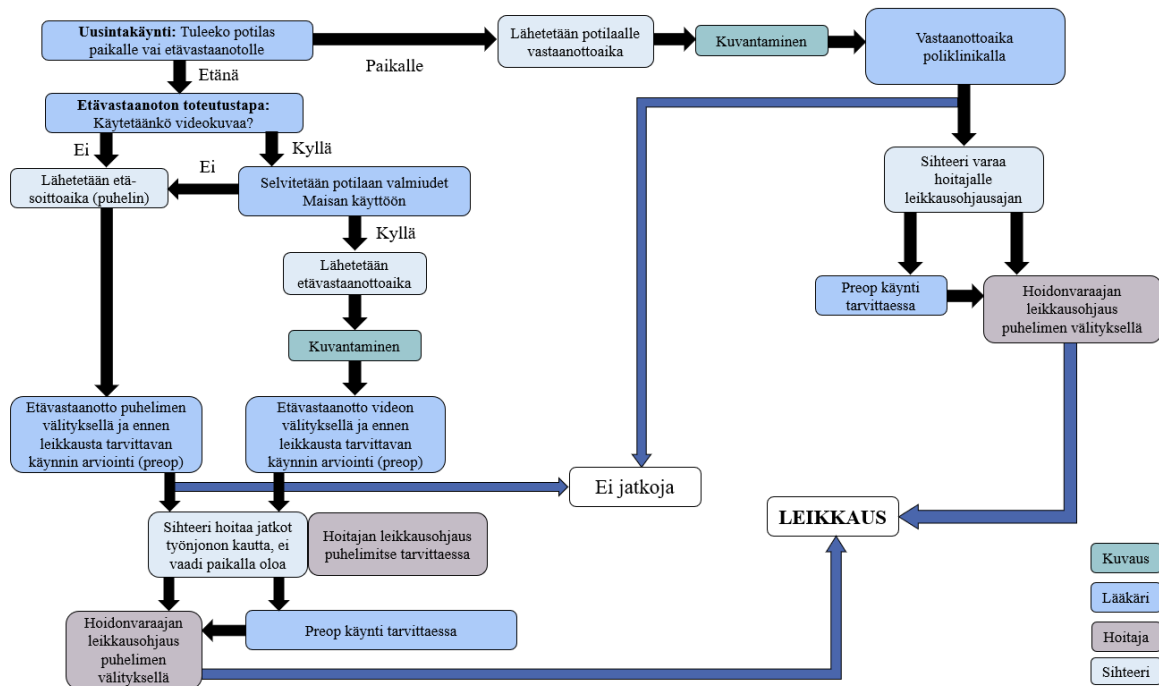 Uusintakäynti: Tuleeko potilas
paikalle vai etävastaanotolle
Paikalle
Lähetetään potilaalle
vastaanottoaika
Kuvantaminen
Vastaanottoaika
poliklinikalla
Etänä
Etävastaanoton toteutustapa:
Käytetäänkö videokuvaa?
Ei
Kyllä
Ei
Lähetetään etä-
soittoaika (puhelin)
Selvitetään potilaan valmiudet
Maisan käyttöön
Sihteeri varaa
hoitajalle
leikkausohjausajan
Kyllä
Lähetetään
etävastaanottoaika
Preop käynti
tarvittaessa
Hoidonvaraajan
leikkausohjaus
puhelimen välityksellä
Kuvantaminen
Etävastaanotto puhelimen
välityksellä ja ennen
leikkausta tarvittavan
käynnin arviointi (preop)
Etävastaanotto videon
välityksellä ja ennen
leikkausta tarvittavan
käynnin arviointi (preop)
Ei jatkoja
LEIKKAUS
Sihteeri hoitaa jatkot
työnjonon kautta, ei
vaadi paikalla oloa
Hoitajan leikkausohjaus
puhelimitse tarvittaessa
Hoidonvaraajan
leikkausohjaus
puhelimen
välityksellä
Preop käynti tarvittaessa
Kuvaus
Lääkäri
Hoitaja
Sihteeri